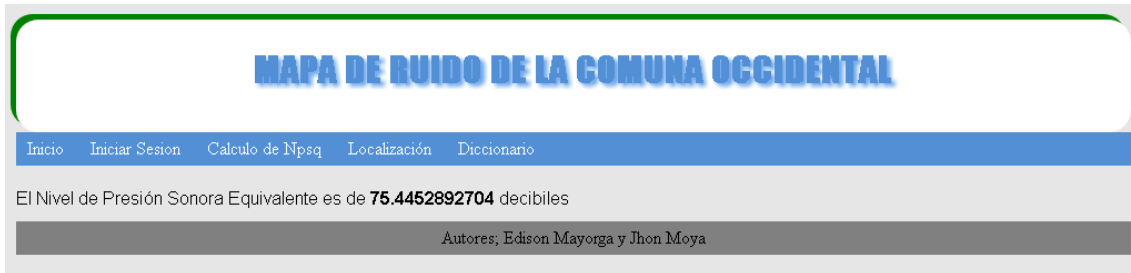 MAPA DE RUIDO DE LA COMUNA OCCIDENTAL
Inicio Iniciar Sesion Calculo de Npsq Localización Diccionario
El Nivel de Presión Sonora Equivalente es de 75.4452892704 decibiles
Autores; Edison Mayorga y Jhon Moya